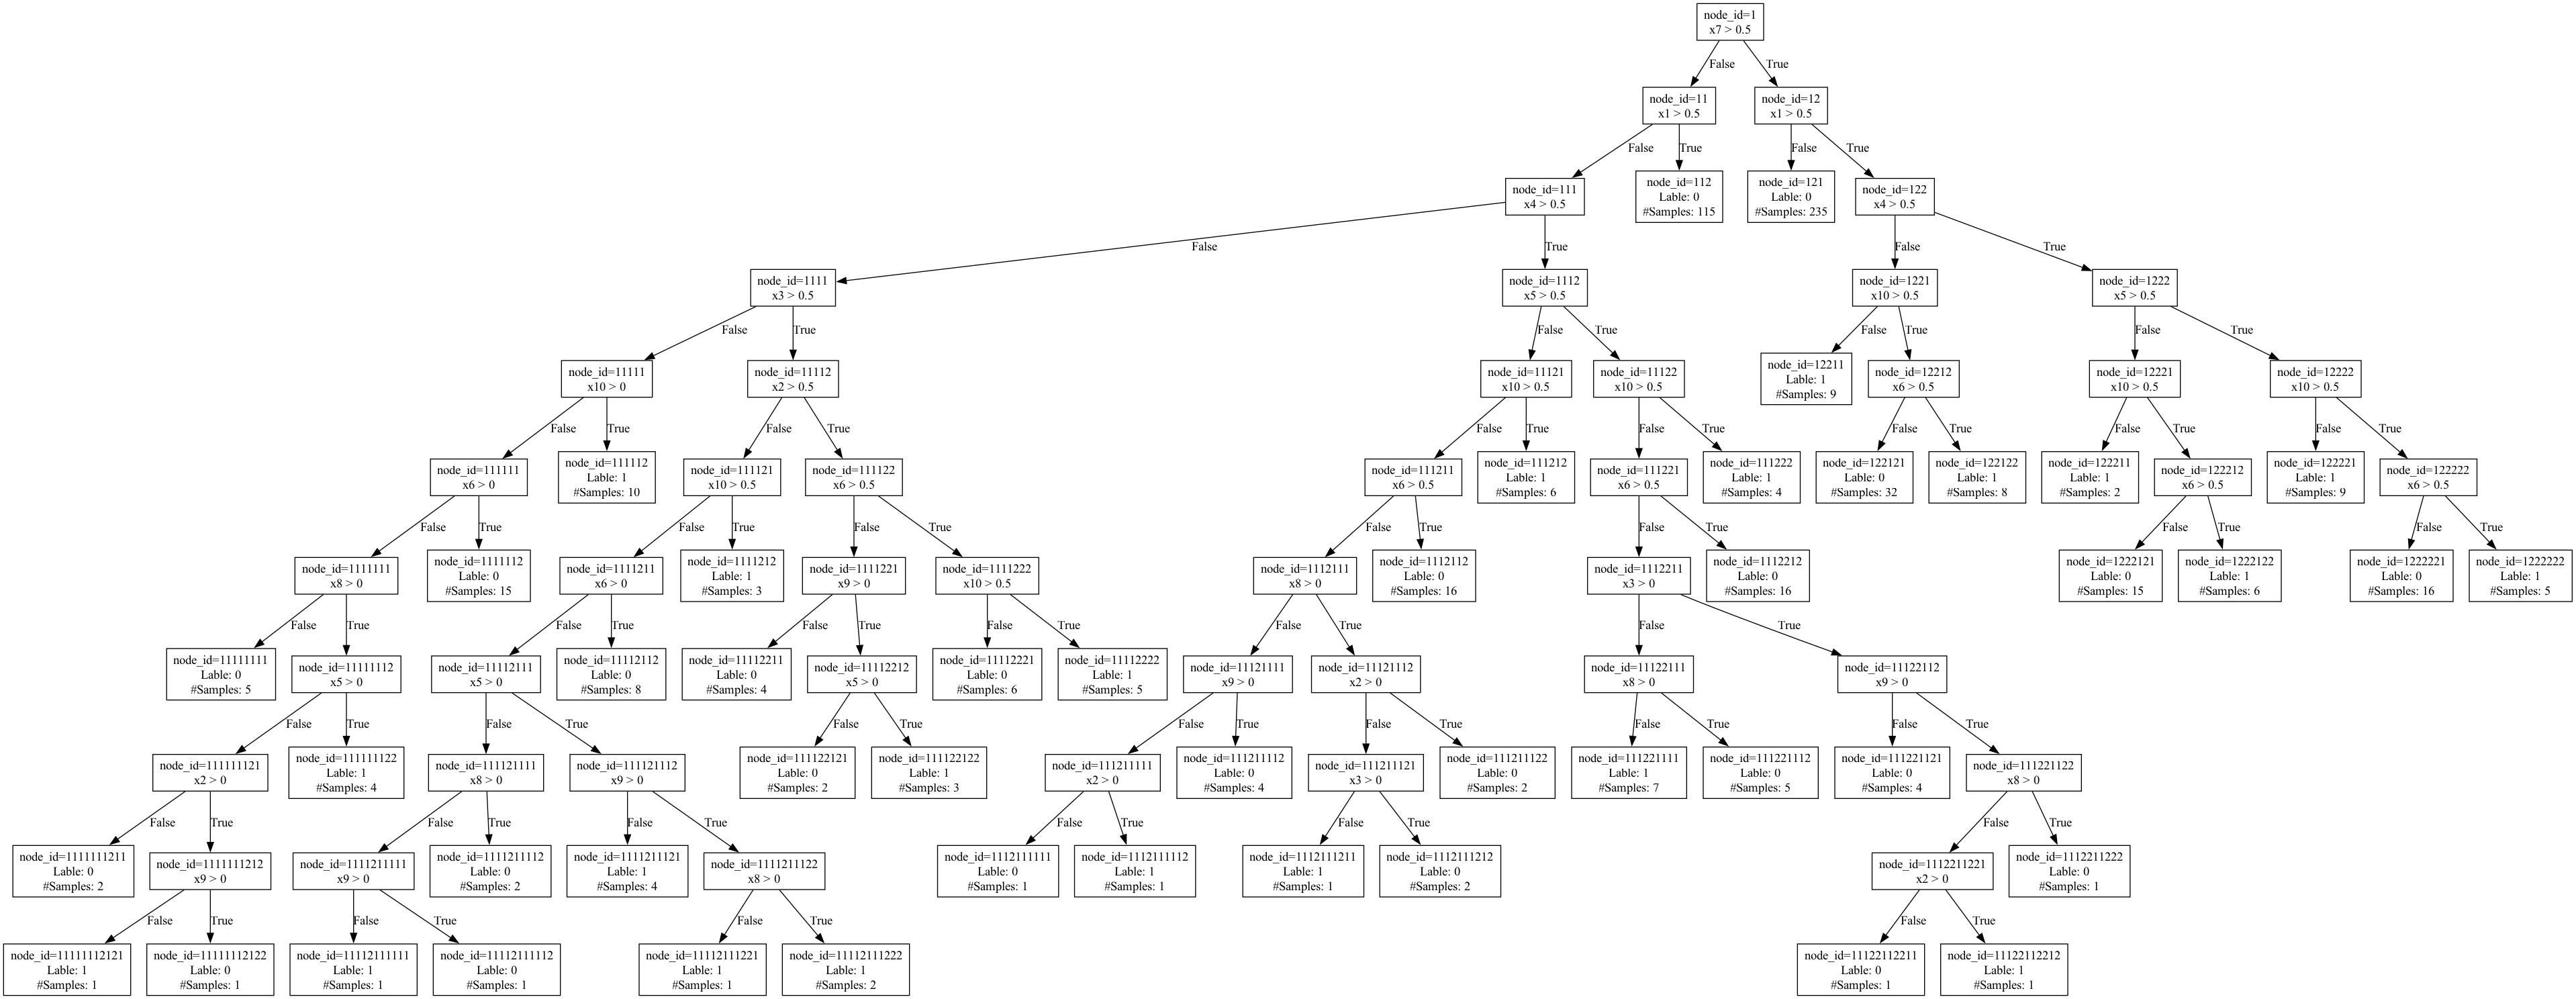 node_id=1
x7 > 0.5
False
True
node_id=11
x1 > 0.5
node_id=12
x1 > 0.5
False
True
False
True
node_id=111
x4 > 0.5
node_id=112
Lable: 0
#Samples: 115
node_id=121
Lable: 0
#Samples: 235
node_id=122
x4 > 0.5
False
True
False
True
node_id=1111
x3 > 0.5
node_id=1112
x5 > 0.5
node_id=1221
x10 > 0.5
node_id=1222
x5 > 0.5
False
True
False
True
False
True
False
True
node_id=11111
x10 > 0
node_id=11112
x2 > 0.5
node_id=11121
x10 > 0.5
node_id=11122
x10 > 0.5
node_id=12211
Lable: 1
#Samples: 9
node_id=12212
x6 > 0.5
node_id=12221
x10 > 0.5
node_id=12222
x10 > 0.5
False
True
False
True
False
True
False
True
False
True
False
True
False
True
node_id=111111
x6 > 0
node_id=111112
Lable: 1
#Samples: 10
node_id=111121
x10 > 0.5
node_id=111122
x6 > 0.5
node_id=111211
x6 > 0.5
node_id=111212
Lable: 1
#Samples: 6
node_id=111221
x6 > 0.5
node_id=111222
Lable: 1
#Samples: 4
node_id=122121
Lable: 0
#Samples: 32
node_id=122122
Lable: 1
#Samples: 8
node_id=122211
Lable: 1
#Samples: 2
node_id=122212
x6 > 0.5
node_id=122221
Lable: 1
#Samples: 9
node_id=122222
x6 > 0.5
False
True
False
True
False
True
False
True
False
True
False
True
False
True
node_id=1111111
x8 > 0
node_id=1111112
Lable: 0
#Samples: 15
node_id=1111211
x6 > 0
node_id=1111212
Lable: 1
#Samples: 3
node_id=1111221
x9 > 0
node_id=1111222
x10 > 0.5
node_id=1112111
x8 > 0
node_id=1112112
Lable: 0
#Samples: 16
node_id=1112211
x3 > 0
node_id=1112212
Lable: 0
#Samples: 16
node_id=1222121
Lable: 0
#Samples: 15
node_id=1222122
Lable: 1
#Samples: 6
node_id=1222221
Lable: 0
#Samples: 16
node_id=1222222
Lable: 1
#Samples: 5
False
True
False
True
False
True
False
True
False
True
False
True
node_id=11111111
Lable: 0
#Samples: 5
node_id=11111112
x5 > 0
node_id=11112111
x5 > 0
node_id=11112112
Lable: 0
#Samples: 8
node_id=11112211
Lable: 0
#Samples: 4
node_id=11112212
x5 > 0
node_id=11112221
Lable: 0
#Samples: 6
node_id=11112222
Lable: 1
#Samples: 5
node_id=11121111
x9 > 0
node_id=11121112
x2 > 0
node_id=11122111
x8 > 0
node_id=11122112
x9 > 0
False
True
False
True
False
True
False
True
False
True
False
True
False
True
node_id=111111121
x2 > 0
node_id=111111122
Lable: 1
#Samples: 4
node_id=111121111
x8 > 0
node_id=111121112
x9 > 0
node_id=111122121
Lable: 0
#Samples: 2
node_id=111122122
Lable: 1
#Samples: 3
node_id=111211111
x2 > 0
node_id=111211112
Lable: 0
#Samples: 4
node_id=111211121
x3 > 0
node_id=111211122
Lable: 0
#Samples: 2
node_id=111221111
Lable: 1
#Samples: 7
node_id=111221112
Lable: 0
#Samples: 5
node_id=111221121
Lable: 0
#Samples: 4
node_id=111221122
x8 > 0
False
True
False
True
False
True
False
True
False
True
False
True
node_id=1111111211
Lable: 0
#Samples: 2
node_id=1111111212
x9 > 0
node_id=1111211111
x9 > 0
node_id=1111211112
Lable: 0
#Samples: 2
node_id=1111211121
Lable: 1
#Samples: 4
node_id=1111211122
x8 > 0
node_id=1112111111
Lable: 0
#Samples: 1
node_id=1112111112
Lable: 1
#Samples: 1
node_id=1112111211
Lable: 1
#Samples: 1
node_id=1112111212
Lable: 0
#Samples: 2
node_id=1112211221
x2 > 0
node_id=1112211222
Lable: 0
#Samples: 1
False
True
False
True
False
True
False
True
node_id=11111112121
Lable: 1
#Samples: 1
node_id=11111112122
Lable: 0
#Samples: 1
node_id=11112111111
Lable: 1
#Samples: 1
node_id=11112111112
Lable: 0
#Samples: 1
node_id=11112111221
Lable: 1
#Samples: 1
node_id=11112111222
Lable: 1
#Samples: 2
node_id=11122112211
Lable: 0
#Samples: 1
node_id=11122112212
Lable: 1
#Samples: 1